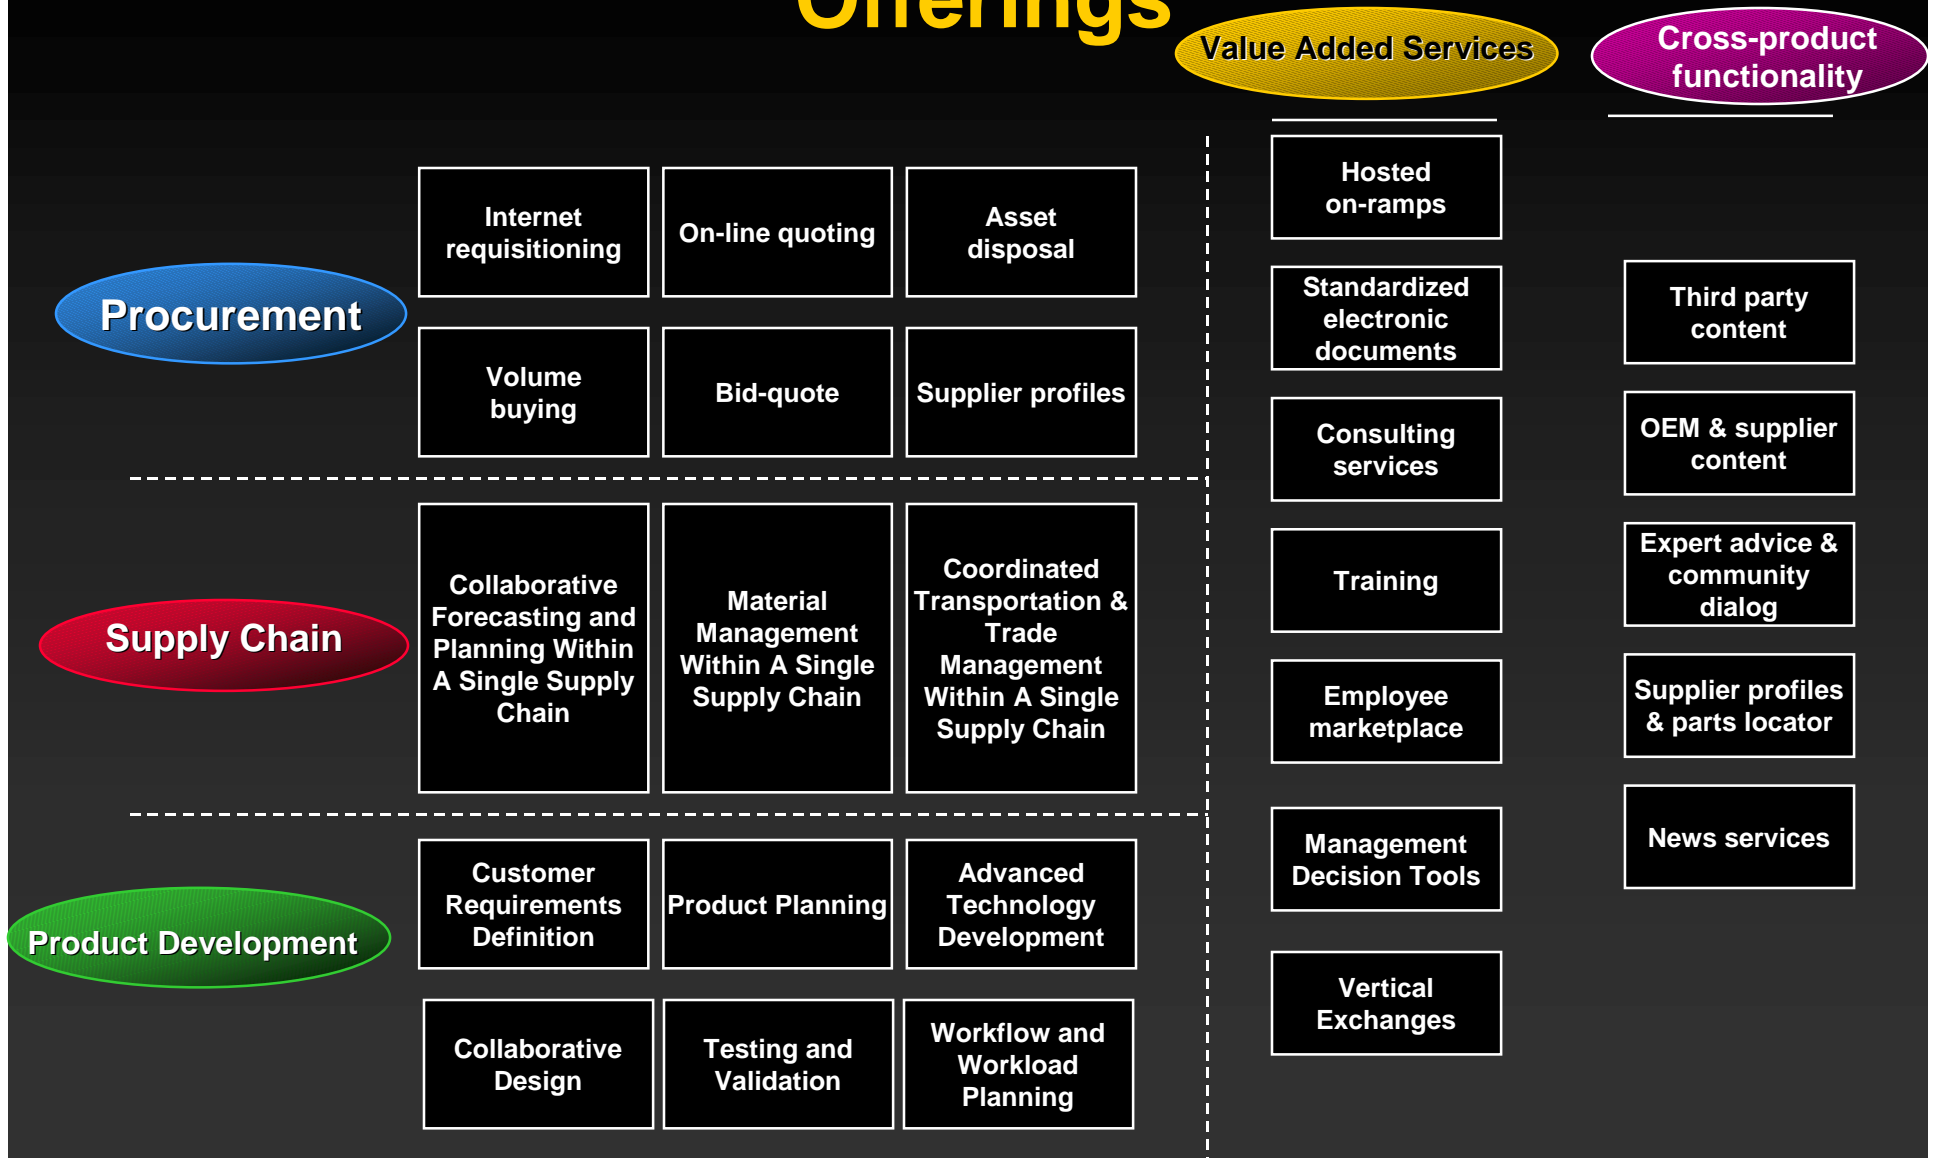 Offerings
Value Added Services
Cross-product
functionality
Procurement
Internet
requisitioning
On-line quoting
Asset
disposal
Volume
buying
Bid-quote
Supplier profiles
Supply Chain
Collaborative
Forecasting and
Planning Within
A Single Supply
Chain
Material
Management
Within A Single
Supply Chain
Coordinated
Transportation &
Trade
Management
Within A Single
Supply Chain
Product Development
Customer
Requirements
Definition
Product Planning
Advanced
Technology
Development
Collaborative
Design
Testing and
Validation
Workflow and
Workload
Planning
Hosted
on-ramps
Standardized
electronic
documents
Consulting
services
Training
Employee
marketplace
Management
Decision Tools
Vertical
Exchanges
Third party
content
OEM & supplier
content
Expert advice &
community
dialog
Supplier profiles
& parts locator
News services